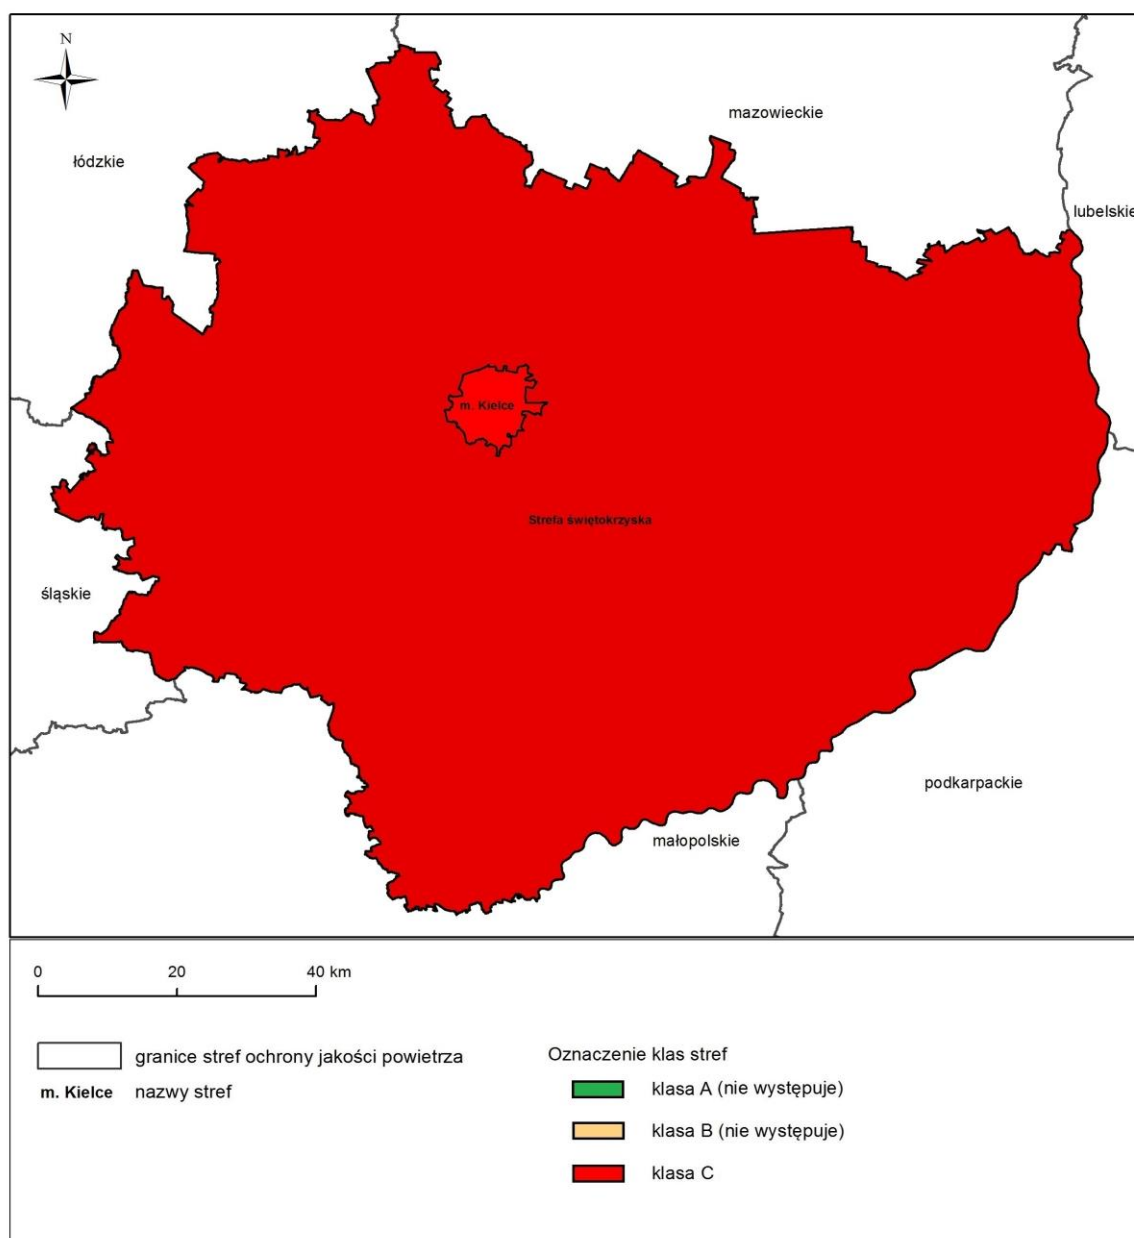 N
mazowieckie
łódzkie
lubelskie
m. Kielce
Strefa świętokrzyska
śląskie
podkarpackie
małopolskie
0 20 40 km
granice stref ochrony jakości powietrza
m. Kielce nazwy stref
Oznaczenie klas stref
klasa A (nie występuje)
klasa B (nie występuje)
klasa C